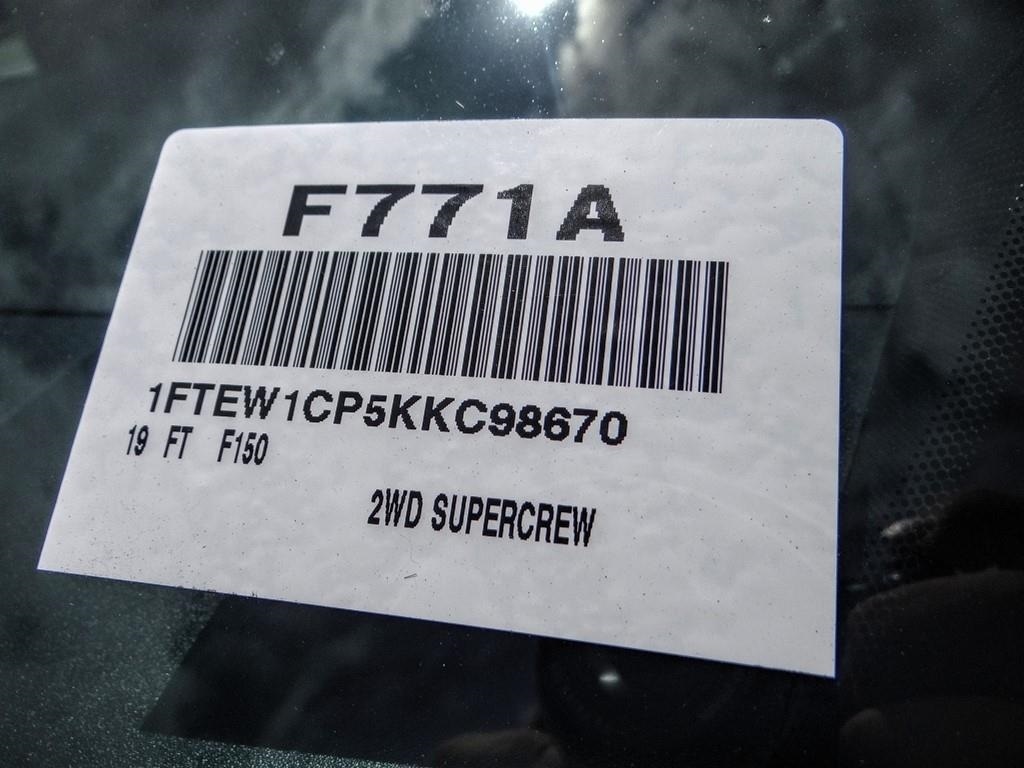 F771A
1FTEW1CP5KKC98670
19 FT F150
2WD SUPERCREW